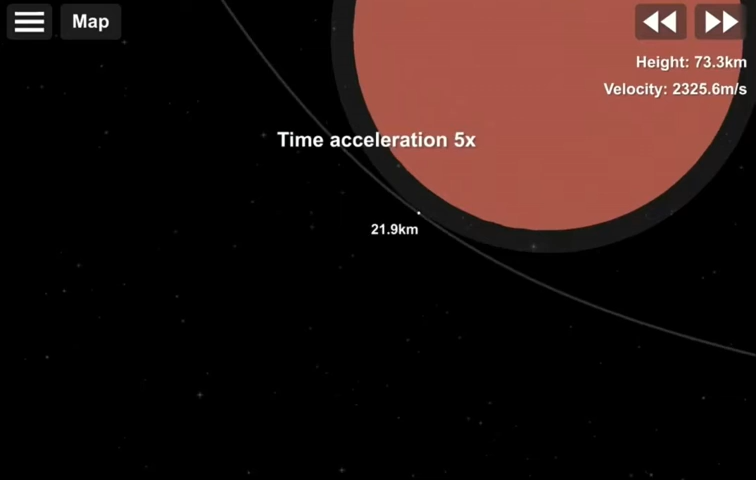 Map
Height: 73.3km
Velocity: 2325.6m/s
Time acceleration 5x
21.9km